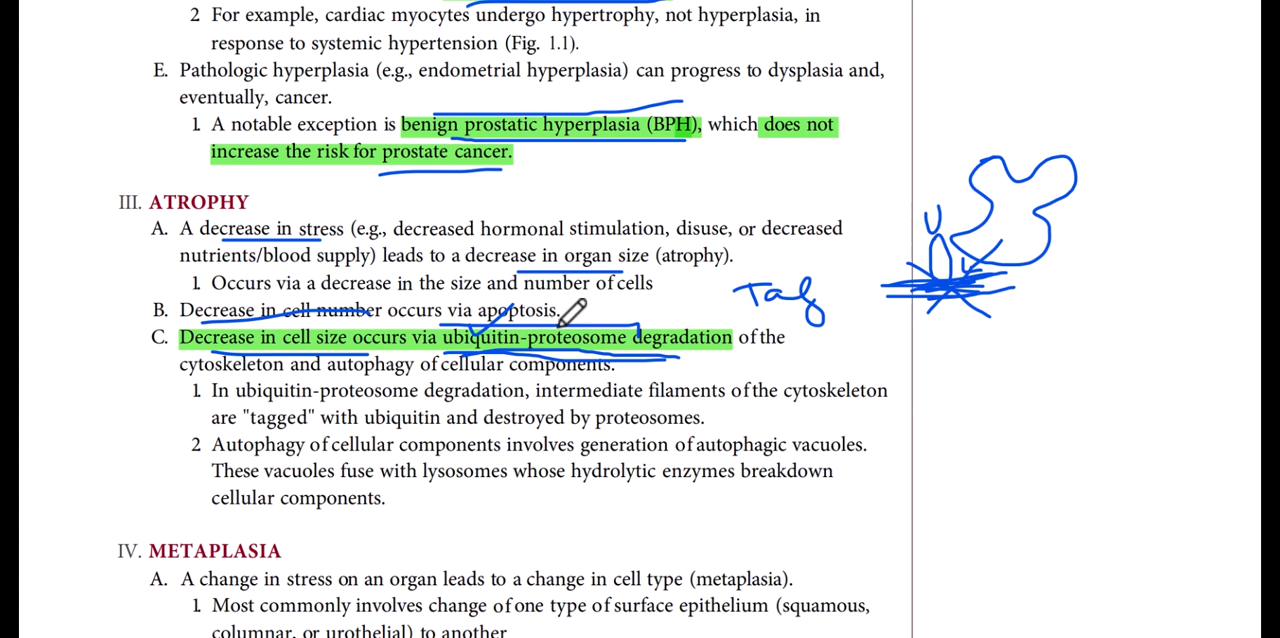 2 For example, cardiac myocytes undergo hypertrophy, not hyperplasia, in
response to systemic hypertension (Fig. 1.1).
E. Pathologic hyperplasia (e.g., endometrial hyperplasia) can progress to dysplasia and,
eventually, cancer.
1. A notable exception is benign prostatic hyperplasia (BPH), which does not
increase the risk for prostate cancer.
III. ATROPHY
A. A decrease in stress (e.g., decreased hormonal stimulation, disuse, or decreased
nutrients/blood supply) leads to a decrease in organ size (atrophy).
1. Occurs via a decrease in the size and number of cells
Tag
B. Decrease in cell number occurs via apoptosis.
C. Decrease in cell size occurs via ubiquitin-proteosome degradation of the
cytoskeleton and autophagy of cellular components.
1. In ubiquitin-proteosome degradation, intermediate filaments of the cytoskeleton
are "tagged" with ubiquitin and destroyed by proteosomes.
2 Autophagy of cellular components involves generation of autophagic vacuoles.
These vacuoles fuse with lysosomes whose hydrolytic enzymes breakdown
cellular components.
IV. METAPLASIA
A. A change in stress on an organ leads to a change in cell type (metaplasia).
1. Most commonly involves change of one type of surface epithelium (squamous,
columnar, or urothelial) to another